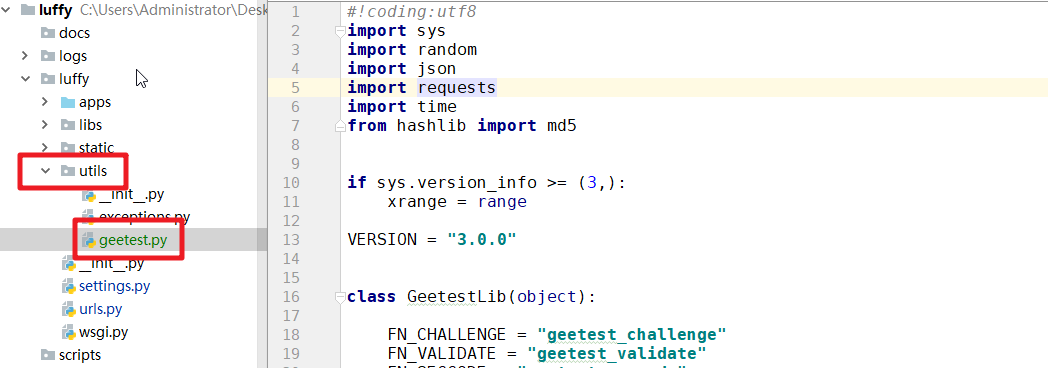 luffy C:\Users\Administrator\Desk
docs
logs
luffy
apps
libs
static
utils
__init__.py
exceptions.py
geetest.py
__init__.py
settings.py
urls.py
wsgi.py
scripts
1 #!coding:utf8
2 import sys
3 import random
4 import json
5 import requests
6 import time
7 from hashlib import md5
8
9
10 if sys.version_info >= (3,):
11 xrange = range
12
13 VERSION = "3.0.0"
14
15
16 class GeetestLib(object):
17
18 FN_CHALLENGE = "geetest_challenge"
19 FN_VALIDATE = "geetest_validate"